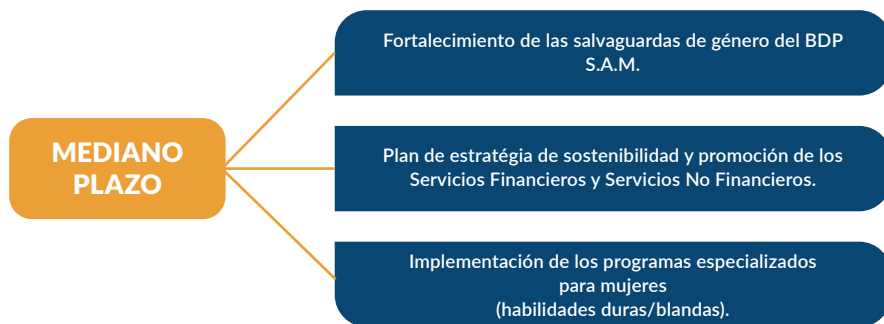 MEDIANO
PLAZO
Fortalecimiento de las salvaguardas de género del BDP
S.A.M.
Plan de estratégia de sostenibilidad y promoción de los
Servicios Financieros y Servicios No Financieros.
Implementación de los programas especializados
para mujeres
(habilidades duras/blandas).